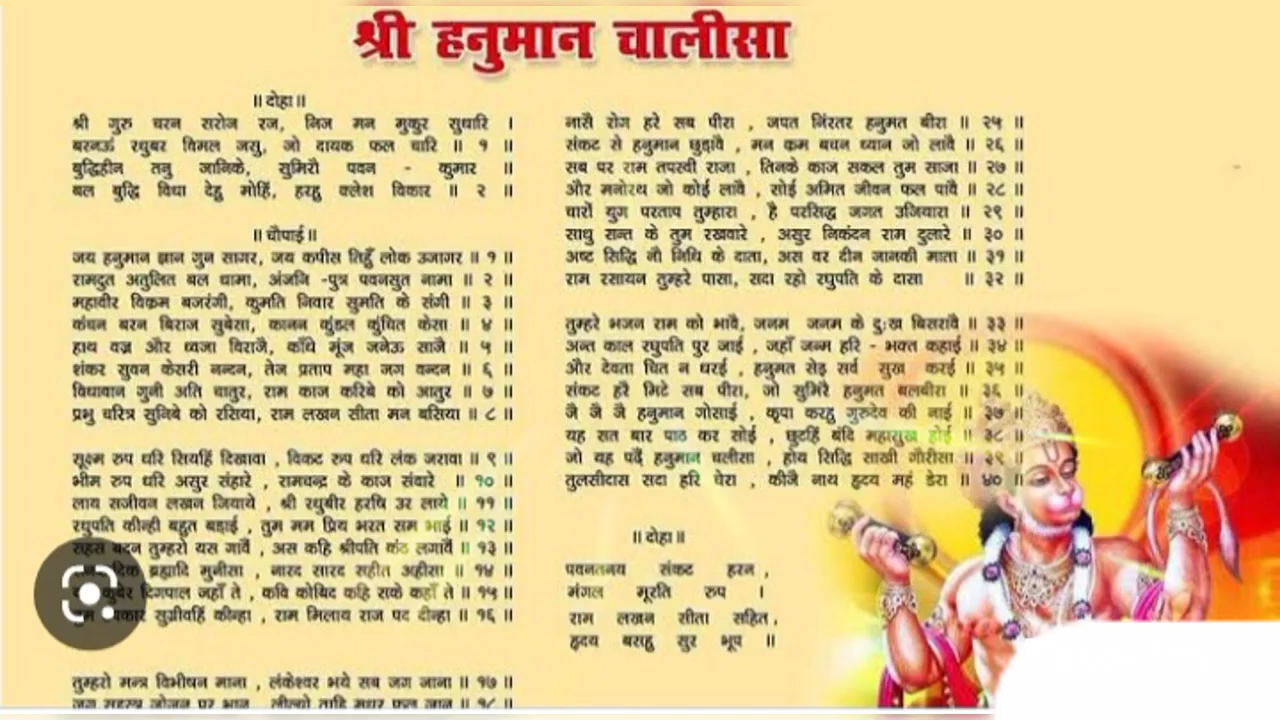 श्री हनुमान चालीसा
॥ दोहा ॥
श्री गुरु चरन सरोज रज, निज मन मुकुर सुधारि ।
बरनऊं रघुबर विमल जसु, जो दायक फल चारि ॥ १ ॥
बुद्धिहीन तनु जानिके, सुमिरौ पवन - कुमार ॥
बल बुद्धि विधा देहु मोहिं, हरहु क्लेश विकार ॥ २ ॥
॥ चौपाई ॥
जय हनुमान ज्ञान गुन सागर, जय कपीस तिहुँ लोक उजागर ॥ १ ॥
रामदुत अतुलित बल धामा, अंजनि -पुत्र पवनसुत नामा ॥ २ ॥
महावीर विक्रम बजरंगी, कुमति निवार सुमति के संगी ॥ ३ ॥
कंचन बरन बिराज सुबेसा, कानन कुंडल कुंचित केसा ॥ ४ ॥
हाथ वज्र और ध्वजा विराजै, काँधे मूंज जनेऊ साजै ॥ ५ ॥
शंकर सुवन केसरी नन्दन, तेज प्रताप महा जग वन्दन ॥ ६ ॥
विधावान गुनी अति चातुर, राम काज करिबे को आतुर ॥ ७ ॥
प्रभु चरित्र सुनिबे को रसिया, राम लखन सीता मन बसिया ॥ ८ ॥
सूक्ष्म रुप धरि सियहिं दिखावा , विकट रुप धरि लंक जरावा ॥ ९ ॥
भीम रुप धरि असुर संहारे , रामचन्द्र के काज संवारे ॥ १० ॥
लाय सजीवन लखन जियाये , श्री रघुबीर हरषि उर लाये ॥ ११ ॥
रघुपति कीन्ही बहुत बड़ाई , तुम मम प्रिय भरत सम भाई ॥ १२ ॥
सहस बदन तुम्हरो यस गावैं , अस कहि श्रीपति कंठ लगावैं ॥ १३ ॥
ब्रह्मादि मुनीसा , नारद सारद सहीत अहीसा ॥ १४ ॥
कुबेर दिगपाल जहाँ ते , कवि कोबिद कहि सके कहाँ ते ॥ १५ ॥
उपकार सुग्रीवहिं कीन्हा , राम मिलाय राज पद दीन्हा ॥ १६ ॥
तुम्हरो मन्त्र विभीषन माना , लंकेश्वर भये सब जग जाना ॥ १७ ॥
जुग सहस्त्र जोजन पर भानू , लील्यो ताहि मधुर फल जानू ॥ १८ ॥
नासै रोग हरे सब पीरा , जपत निंरतर हनुमत बीरा ॥ २५ ॥
संकट से हनुमान छुड़ावै , मन क्रम बचन ध्यान जो लावै ॥ २६ ॥
सब पर राम तपस्वी राजा , तिनके काज सकल तुम साजा ॥ २७ ॥
और मनोरथ जो कोई लावै , सोई अमित जीवन फल पावै ॥ २८ ॥
चारों युग परताप तुम्हारा , है परसिद्ध जगत उजियारा ॥ २९ ॥
साधु सन्त के तुम रखवारे , असुर निकंदन राम दुलारे ॥ ३० ॥
अष्ट सिद्धि नौ निधि के दाता, अस वर दीन जानकी माता ॥ ३१ ॥
राम रसायन तुम्हरे पासा, सदा रहो रघुपति के दासा ॥ ३२ ॥
तुम्हरे भजन राम को भावै, जनम जनम के दु:ख बिसरावै ॥ ३३ ॥
अन्त काल रघुपति पुर जाई , जहाँ जन्म हरि - भक्त कहाई ॥ ३४ ॥
और देवता चित न धरई , हनुमत सेइ सर्व सुख करई ॥ ३५ ॥
संकट हरै मिटे सब पीरा, जो सुमिरै हनुमत बलबीरा ॥ ३६ ॥
जै जै जै हनुमान गोसाई , कृपा करहु गुरुदेव की नाई ॥ ३७ ॥
यह सत बार पाठ कर सोई , छूटहिं बंदि महासुख होई ॥ ३८ ॥
जो यह पढ़ैं हनुमान चलीसा , होय सिद्धि साखी गौरीसा ॥ ३९ ॥
तुलसीदास सदा हरि चेरा , कीजै नाथ हृदय महं डेरा ॥ ४० ॥
॥ दोहा ॥
पवनतनय संकट हरन ,
मंगल मूरति रुप ।
राम लखन सीता सहित,
हृदय बसहु सुर भूप ॥